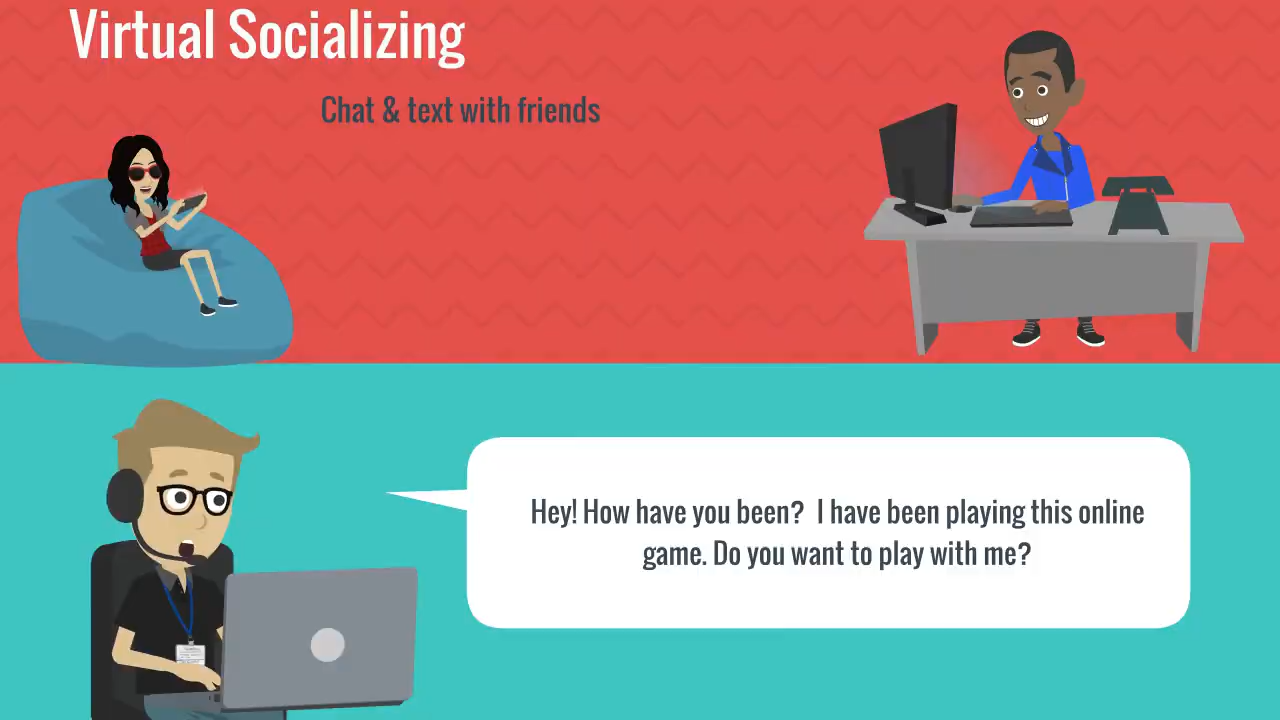 Virtual Socializing
Chat & text with friends
Hey! How have you been?  I have been playing this online
game. Do you want to play with me?